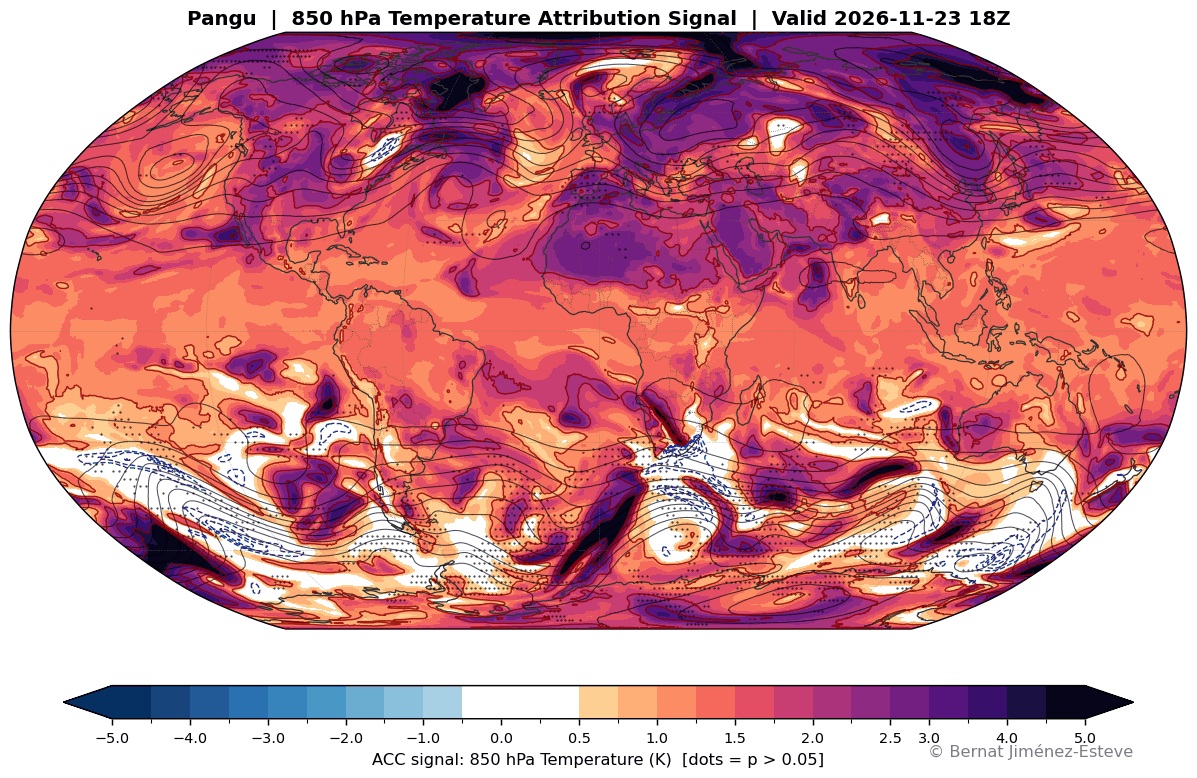 Pangu | 850 hPa Temperature Attribution Signal | Valid 2026-11-23 18Z
−5.0 −4.0 −3.0 −2.0 −1.0 0.0 0.5 1.0 1.5 2.0 2.5 3.0 4.0 5.0
ACC signal: 850 hPa Temperature (K) [dots = p > 0.05]
© Bernat Jiménez-Esteve